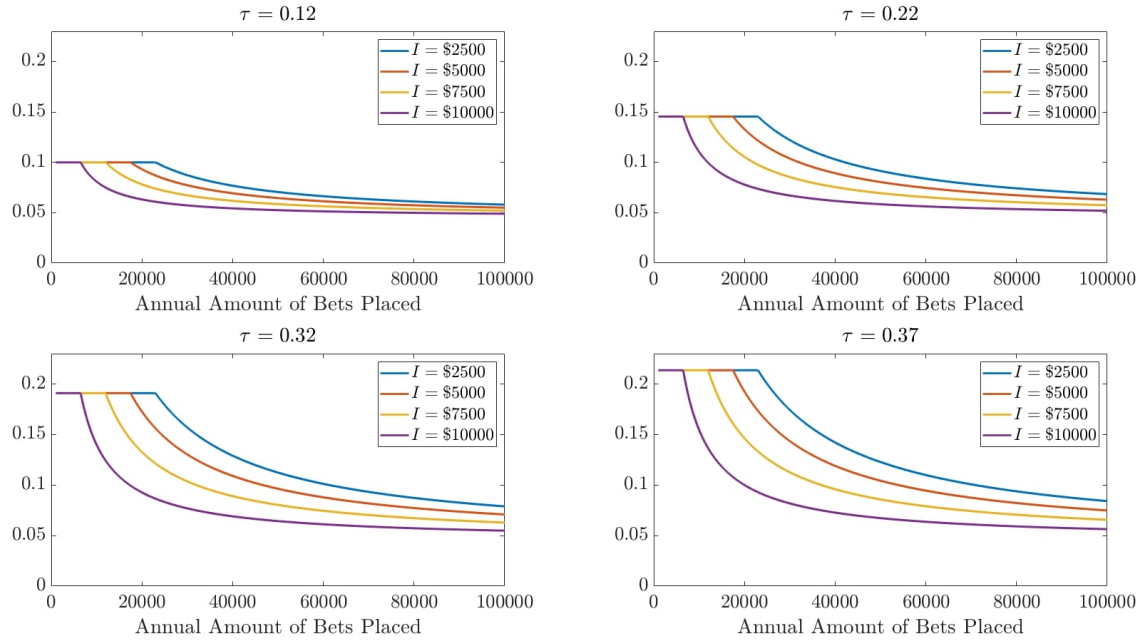 τ = 0.12
0.2
0.15
0.1
0.05
0
I = $2500
I = $5000
I = $7500
I = $10000
0 20000 40000 60000 80000 100000
Annual Amount of Bets Placed
τ = 0.22
0.2
0.15
0.1
0.05
0
I = $2500
I = $5000
I = $7500
I = $10000
0 20000 40000 60000 80000 100000
Annual Amount of Bets Placed
τ = 0.32
0.2
0.15
0.1
0.05
0
I = $2500
I = $5000
I = $7500
I = $10000
0 20000 40000 60000 80000 100000
Annual Amount of Bets Placed
τ = 0.37
0.2
0.15
0.1
0.05
0
I = $2500
I = $5000
I = $7500
I = $10000
0 20000 40000 60000 80000 100000
Annual Amount of Bets Placed